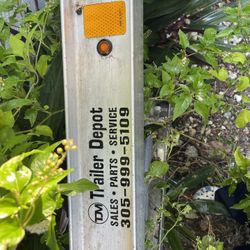 Trailer Depot
SALES • PARTS • SERVICE
305-999-5109